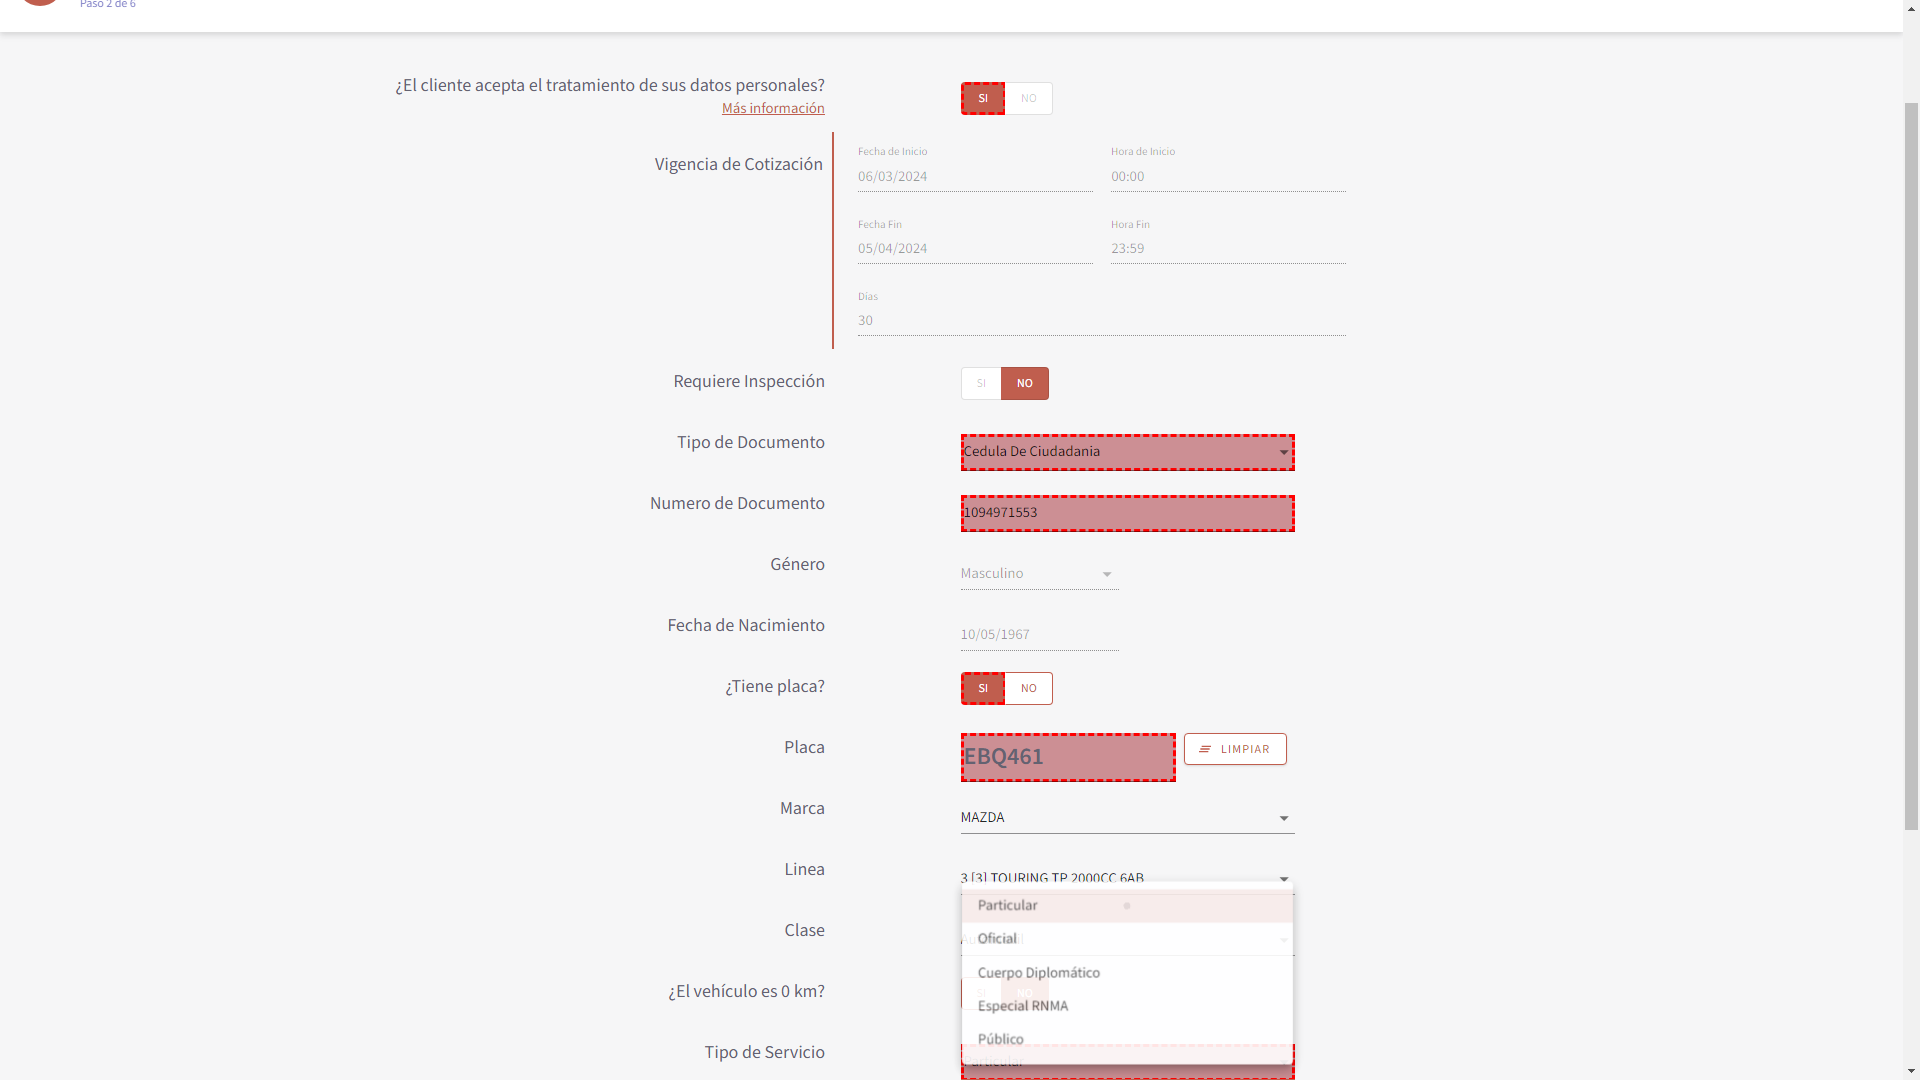 Paso 2 de 6
¿El cliente acepta el tratamiento de sus datos personales?
Más información
SI NO
Vigencia de Cotización
Fecha de Inicio Hora de Inicio
06/03/2024 00:00
Fecha Fin Hora Fin
05/04/2024 23:59
Días
30
Requiere Inspección
SI NO
Tipo de Documento
Cedula De Ciudadania
Numero de Documento
1094971553
Género
Masculino
Fecha de Nacimiento
10/05/1967
¿Tiene placa?
SI NO
Placa
EBQ461
LIMPIAR
Marca
MAZDA
Linea
3 [3] TOURING TP 2000CC 6AB
Particular
Clase
Oficial
Cuerpo Diplomático
¿El vehículo es 0 km?
SI NO
Especial RNMA
Público
Tipo de Servicio
Particular